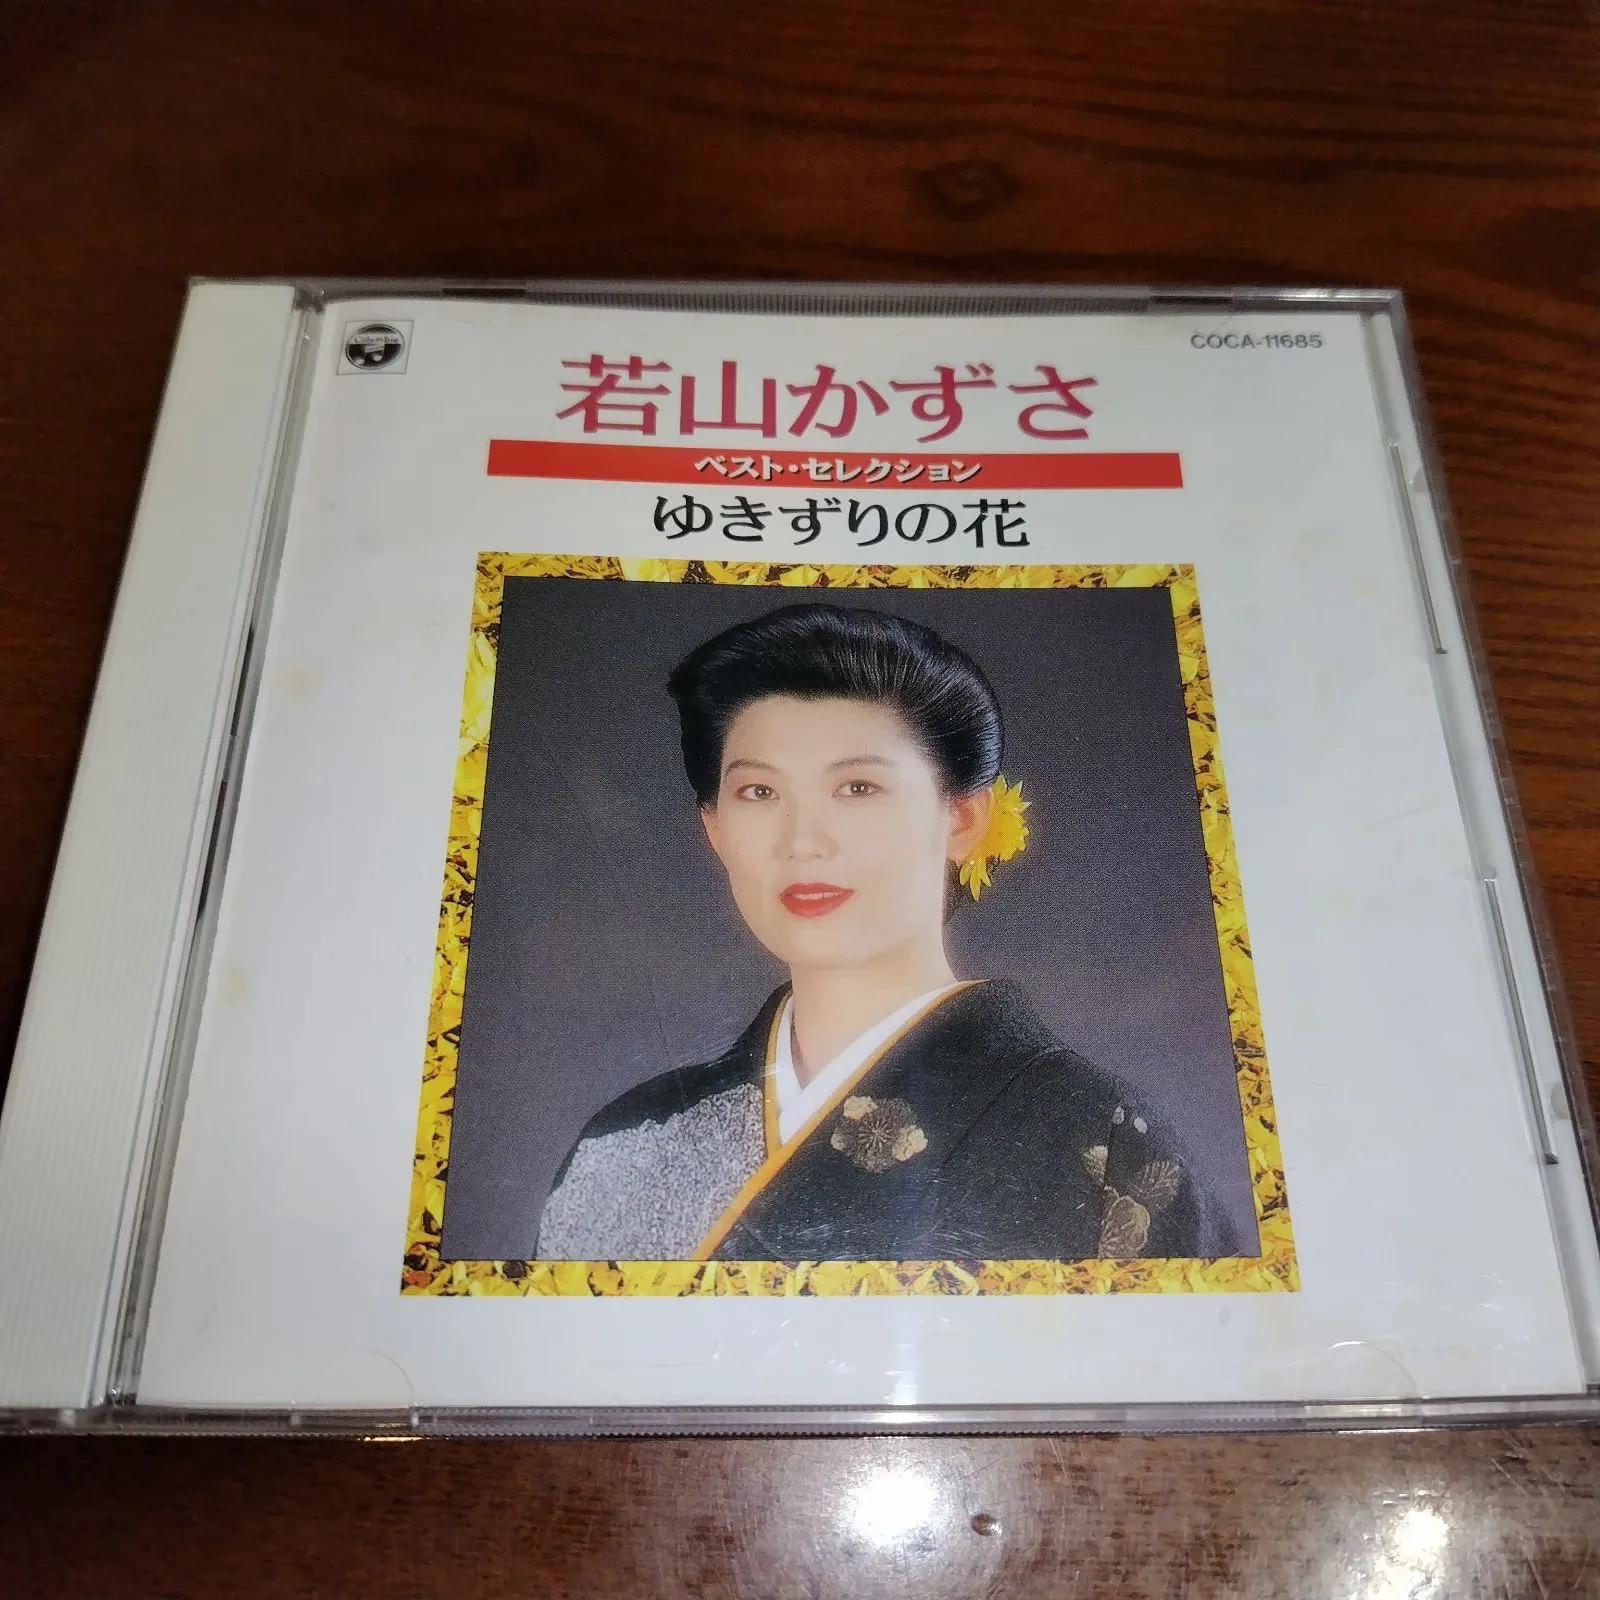 Columbia
COCA-11685
若山かずさ
ベスト・セレクション
ゆきずりの花